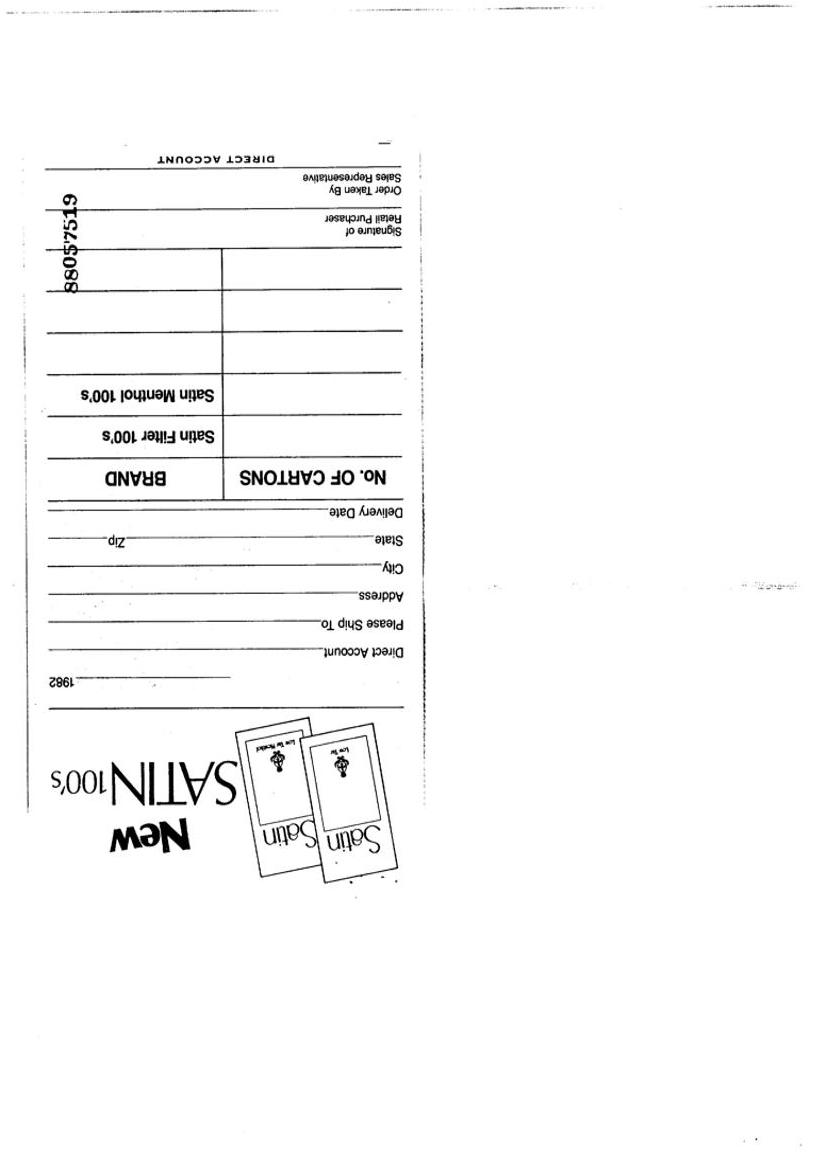 Satin
Low Tar
Satin
Low Tar Menthol
New
SATIN 100's
1982
Direct Account
Please Ship To
Address
City
State Zip
Delivery Date
No. OF CARTONS BRAND
Satin Filter 100's
Satin Menthol 100's
Signature of
Retail Purchaser
Order Taken By
Sales Representative
DIRECT ACCOUNT
88057519